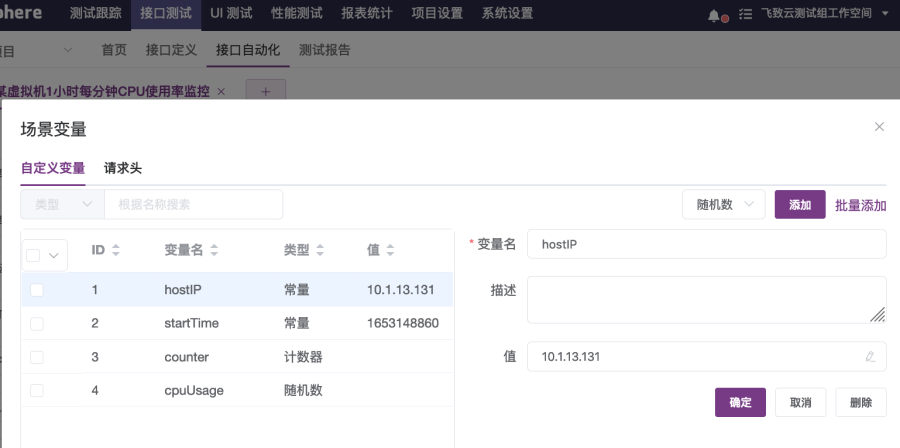 phere 测试跟踪 接口测试 UI 测试 性能测试 报表统计 项目设置 系统设置 飞致云测试组工作空间
项目 首页 接口定义 接口自动化 测试报告
某虚拟机1小时每分钟CPU使用率监控 × +
场景变量
自定义变量 请求头
类型 根据名称搜索 随机数 添加 批量添加
ID 变量名 类型 值
1 hostIP 常量 10.1.13.131
2 startTime 常量 1653148860
3 counter 计数器
4 cpuUsage 随机数
* 变量名 hostIP
描述
值 10.1.13.131
确定 取消 删除